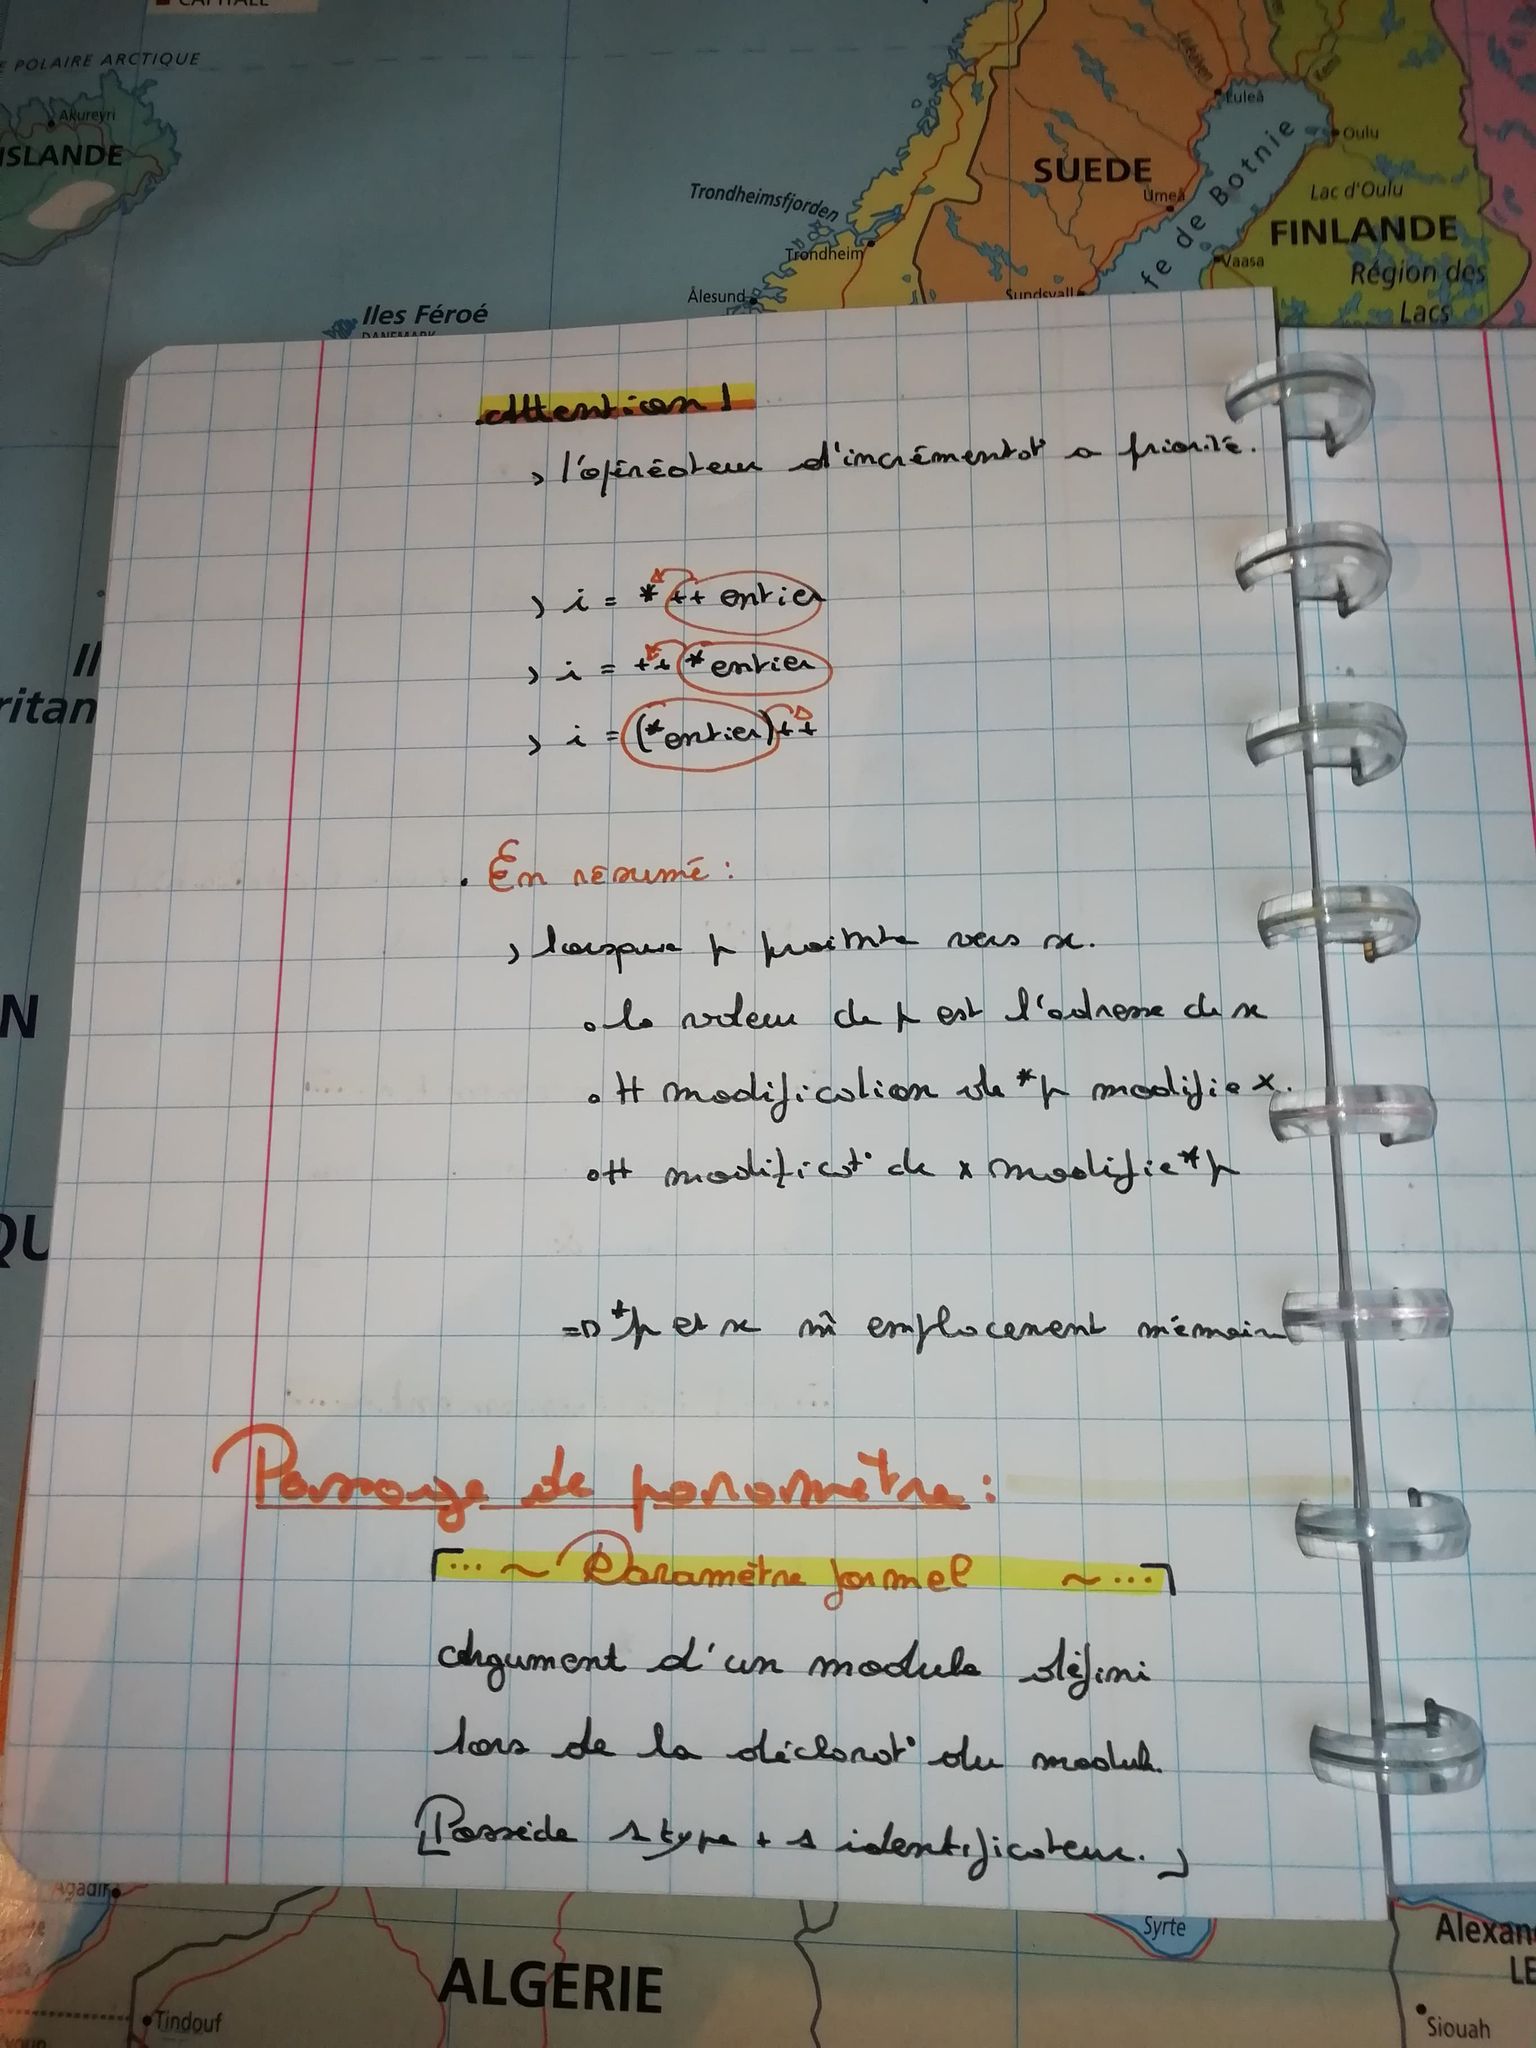 CAPITALE
E POLAIRE ARCTIQUE
Akureyri
ISLANDE
Luleå
Kemi
Oulu
SUEDE
Umeå
fe de Botnie
Lac d'Oulu
Trondheimsfjorden
FINLANDE
Trondheim
Vaasa
Région des
Lacs
Ålesund
Sundsvall
Iles Féroé
DANEMARK
Attention !
> l'opérateur d'incrémentat° a priorité.
> i = *++entier
> i = ++*entier
> i = (*entier)++
Il
ritan
. En résumé :
> lorsque p pointe vers x.
N
o la valeur de p est l'adresse de x
o tt modification de *p modifie x.
o tt modificat° de x modifie *p
QU
=> *p et x m̂ emplacement mémoire
Passage de paramètre :
... ~ Paramètre formel ~ ...
Argument d'un module défini
lors de la déclarat° du module.
[Possède 1 type + 1 identificateur.]
Agadir
Syrte
Alexan
LE
ALGERIE
Tindouf
Siouah